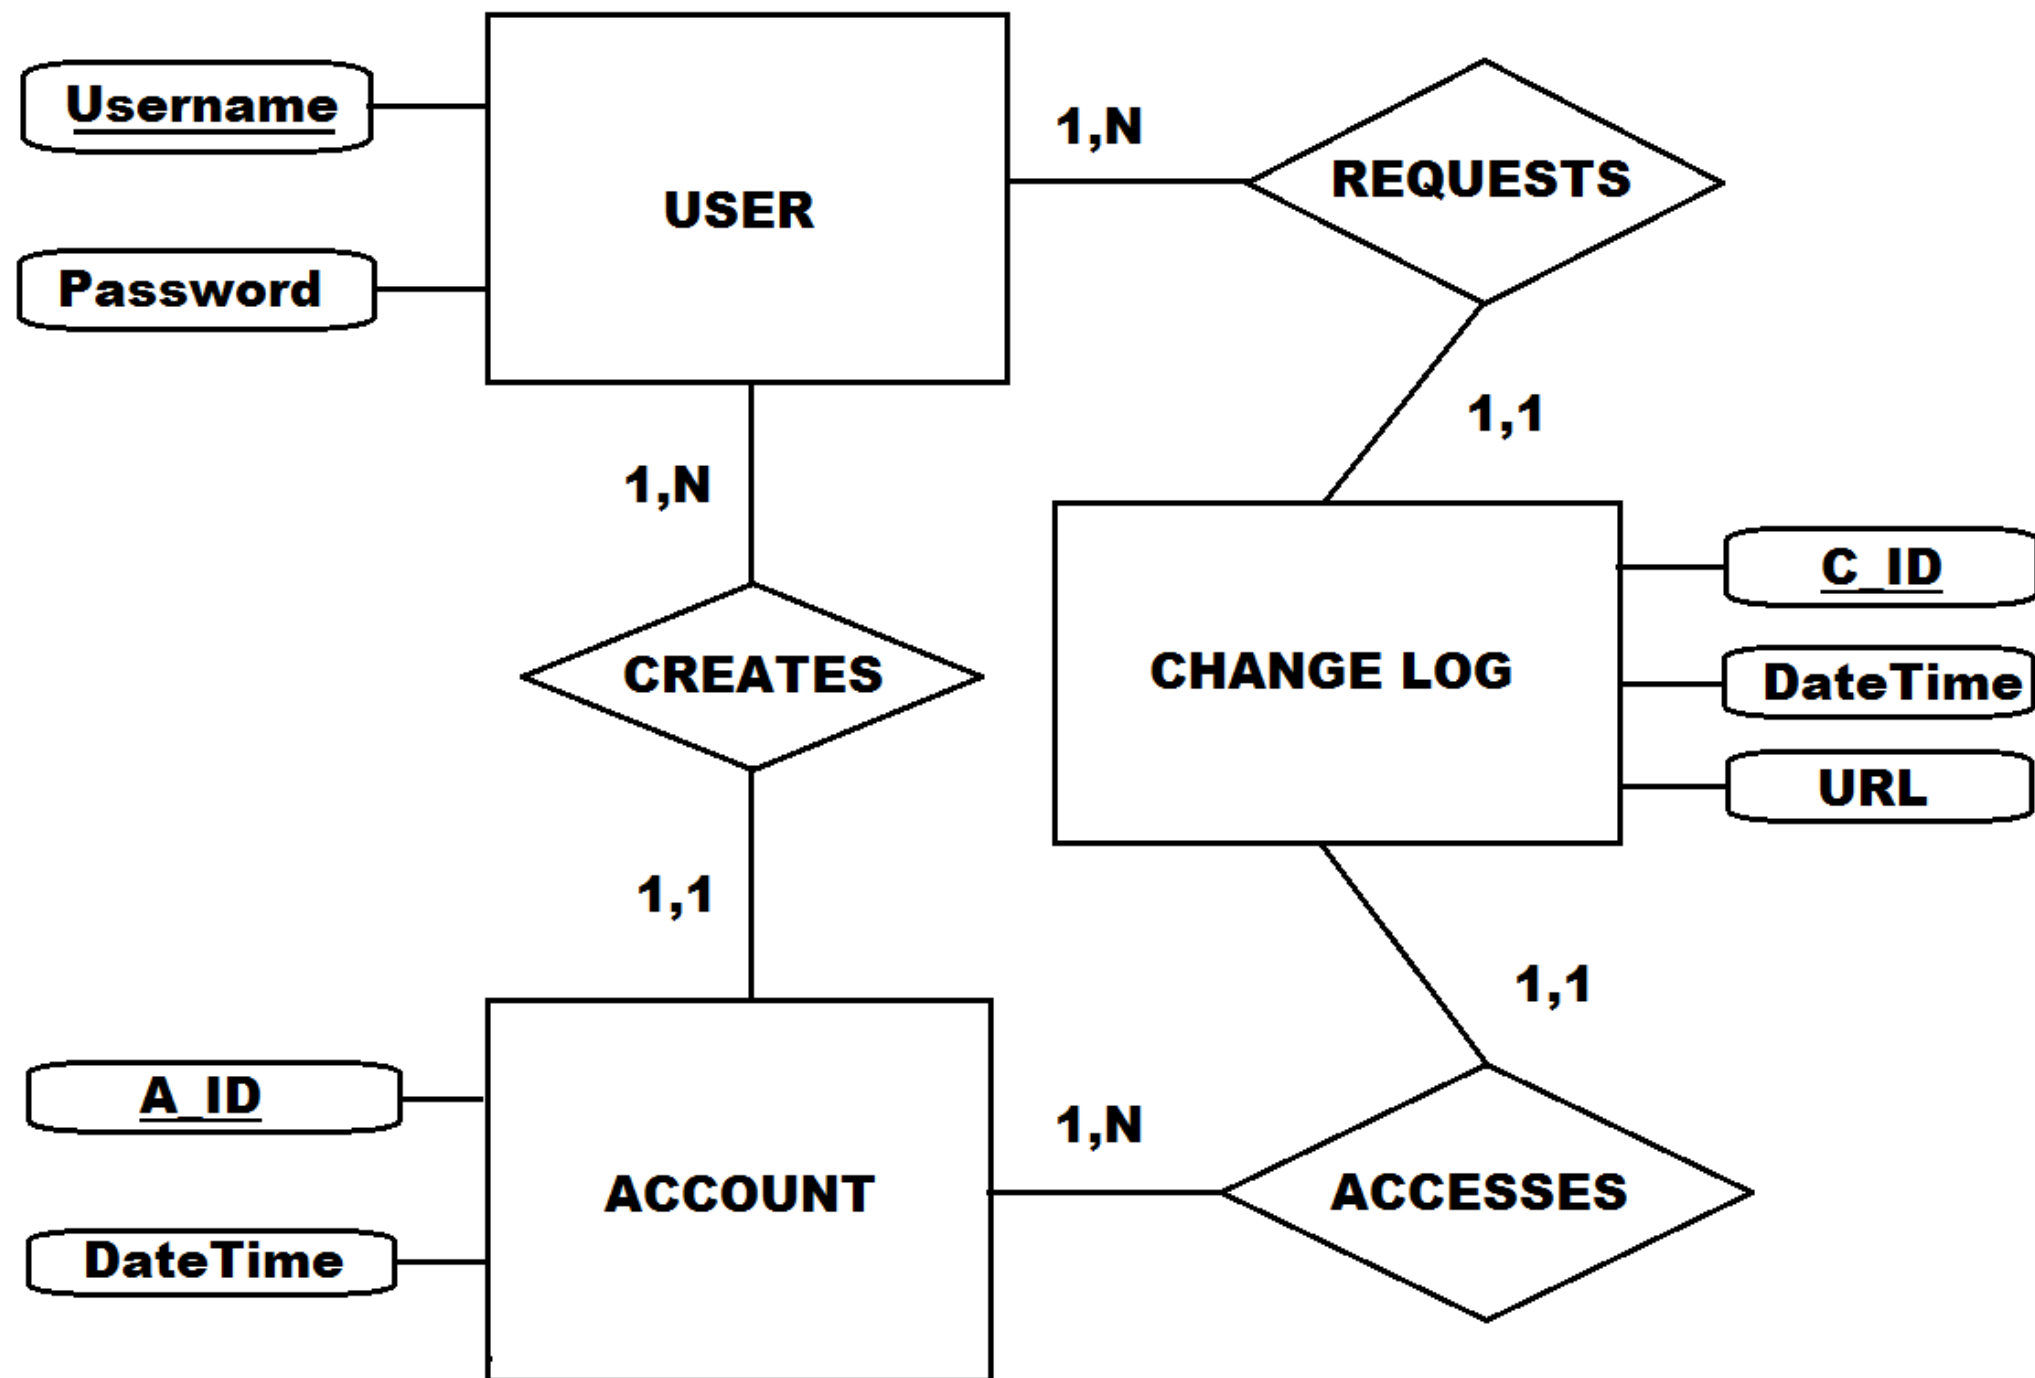 Username
Password
USER
1,N
REQUESTS
1,1
1,N
CREATES
1,1
CHANGE LOG
C_ID
DateTime
URL
1,1
A_ID
DateTime
ACCOUNT
1,N
ACCESSES